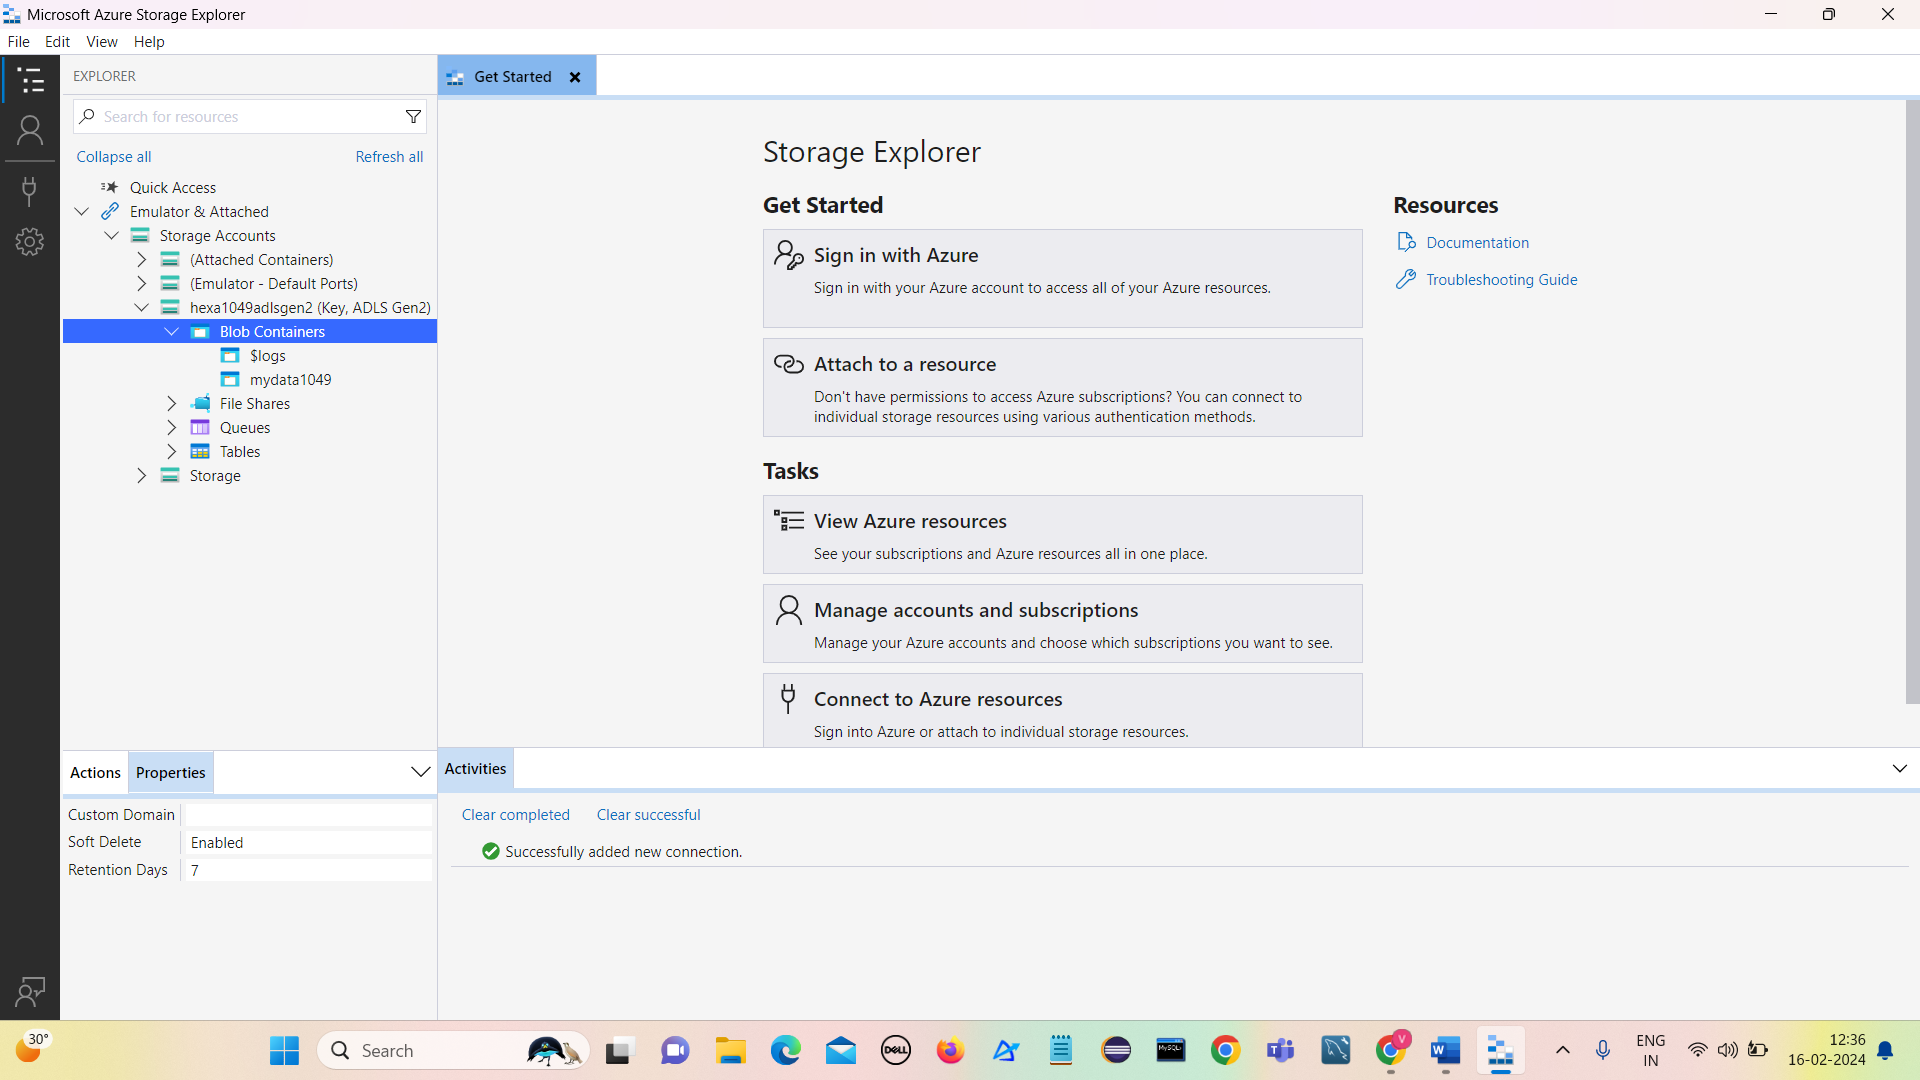 Microsoft Azure Storage Explorer
File Edit View Help
EXPLORER
Search for resources
Collapse all Refresh all
Quick Access
Emulator & Attached
Storage Accounts
(Attached Containers)
(Emulator - Default Ports)
hexa1049adlsgen2 (Key, ADLS Gen2)
Blob Containers
$logs
mydata1049
File Shares
Queues
Tables
Storage
Actions Properties
Custom Domain
Soft Delete Enabled
Retention Days 7
Get Started
Storage Explorer
Get Started
Sign in with Azure
Sign in with your Azure account to access all of your Azure resources.
Attach to a resource
Don't have permissions to access Azure subscriptions? You can connect to
individual storage resources using various authentication methods.
Tasks
View Azure resources
See your subscriptions and Azure resources all in one place.
Manage accounts and subscriptions
Manage your Azure accounts and choose which subscriptions you want to see.
Connect to Azure resources
Sign into Azure or attach to individual storage resources.
Resources
Documentation
Troubleshooting Guide
Activities
Clear completed Clear successful
Successfully added new connection.
30°
Search
DELL
MySQL
V
W
ENG
IN
12:36
16-02-2024